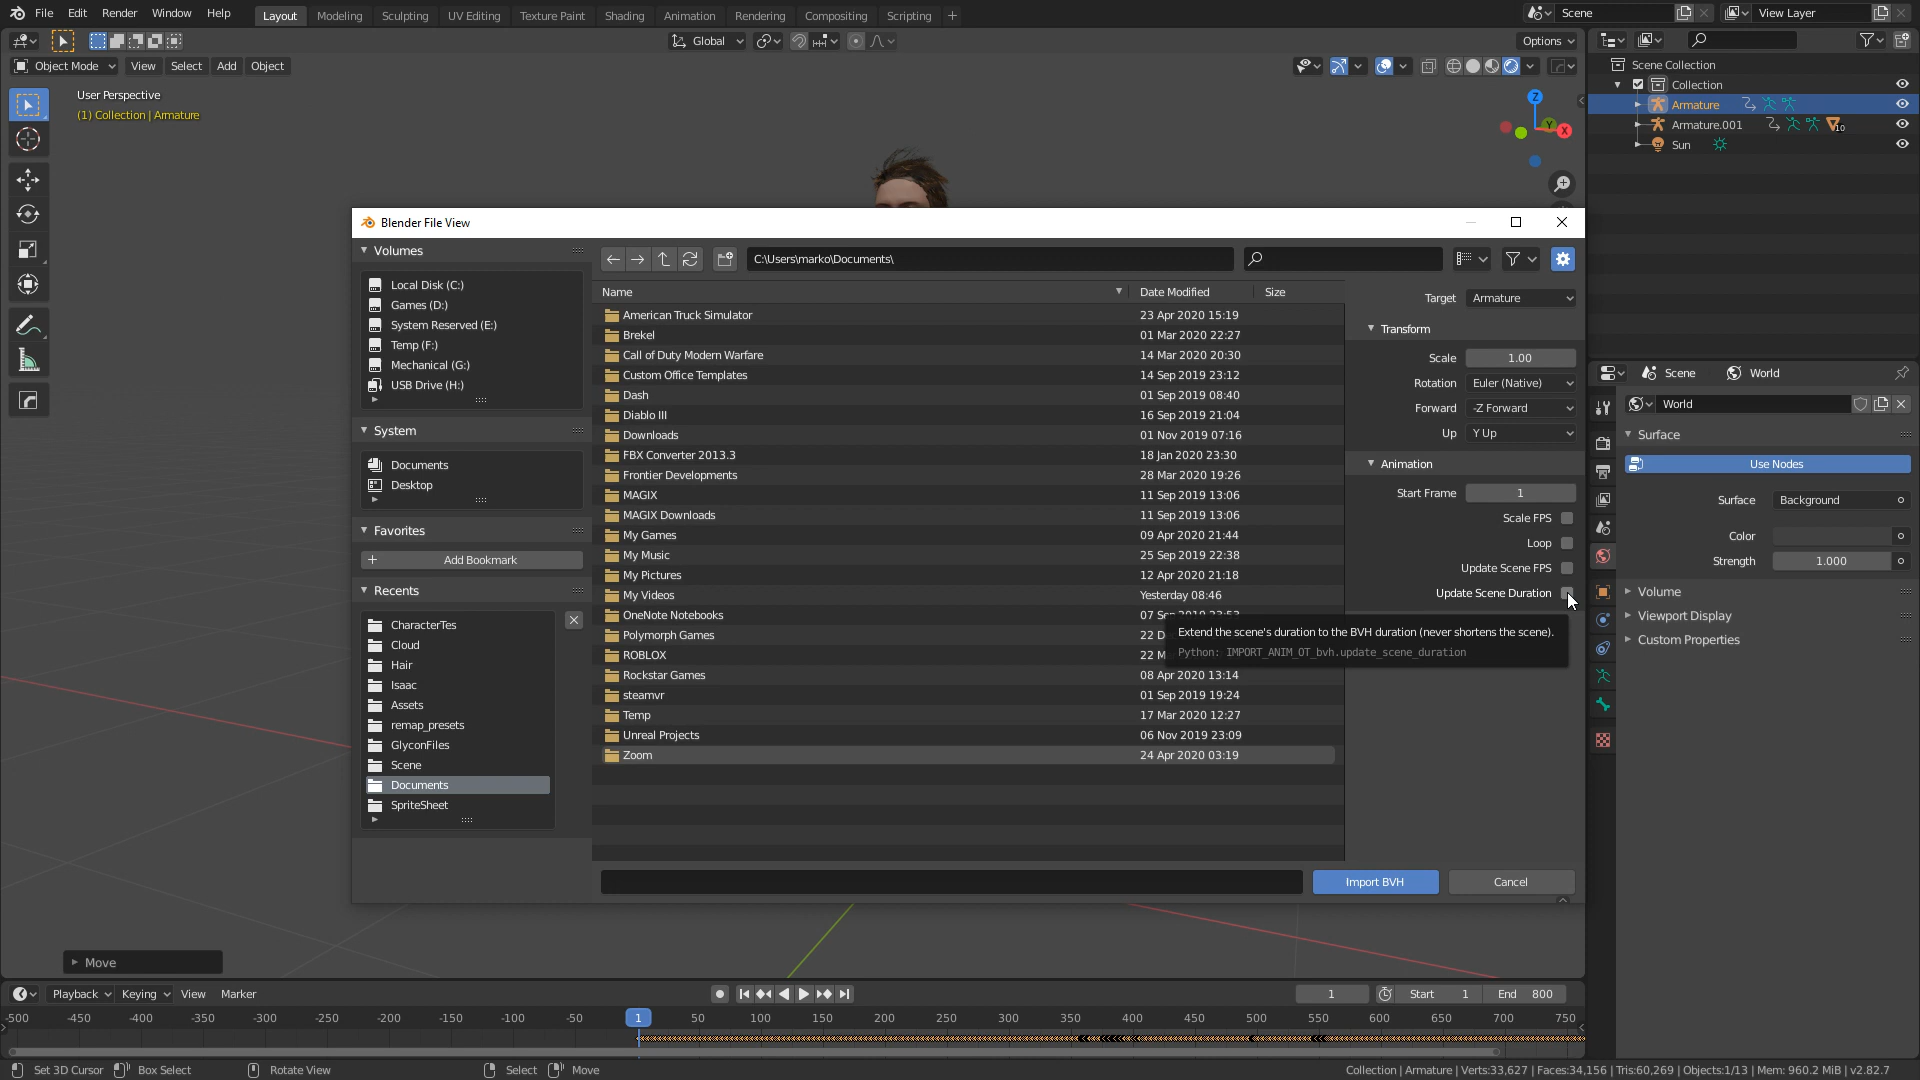 File Edit Render Window Help Layout Modeling Sculpting UV Editing Texture Paint Shading Animation Rendering Compositing Scripting + Scene View Layer
Global Options
Object Mode View Select Add Object
User Perspective
(1) Collection | Armature
Z
Y
X
Scene Collection
Collection
Armature
Armature.001 10
Sun
Blender File View
Volumes
Local Disk (C:)
Games (D:)
System Reserved (E:)
Temp (F:)
Mechanical (G:)
USB Drive (H:)
System
Documents
Desktop
Favorites
+ Add Bookmark
Recents
CharacterTes
Cloud
Hair
Isaac
Assets
remap_presets
GlyconFiles
Scene
Documents
SpriteSheet
C:\Users\marko\Documents\
Name Date Modified Size
American Truck Simulator 23 Apr 2020 15:19
Brekel 01 Mar 2020 22:27
Call of Duty Modern Warfare 14 Mar 2020 20:30
Custom Office Templates 14 Sep 2019 23:12
Dash 01 Sep 2019 08:40
Diablo III 16 Sep 2019 21:04
Downloads 01 Nov 2019 07:16
FBX Converter 2013.3 18 Jan 2020 23:30
Frontier Developments 28 Mar 2020 19:26
MAGIX 11 Sep 2019 13:06
MAGIX Downloads 11 Sep 2019 13:06
My Games 09 Apr 2020 21:44
My Music 25 Sep 2019 22:38
My Pictures 12 Apr 2020 21:18
My Videos Yesterday 08:46
OneNote Notebooks 07 Sep 2019 23:53
Polymorph Games 22 D
ROBLOX 22 M
Rockstar Games 08 Apr 2020 13:14
steamvr 01 Sep 2019 19:24
Temp 17 Mar 2020 12:27
Unreal Projects 06 Nov 2019 23:09
Zoom 24 Apr 2020 03:19
Target Armature
Transform
Scale 1.00
Rotation Euler (Native)
Forward -Z Forward
Up Y Up
Animation
Start Frame 1
Scale FPS
Loop
Update Scene FPS
Update Scene Duration
Extend the scene's duration to the BVH duration (never shortens the scene).
Python: IMPORT_ANIM_OT_bvh.update_scene_duration
Import BVH Cancel
Scene World
World
Surface
Use Nodes
Surface Background
Color
Strength 1.000
Volume
Viewport Display
Custom Properties
Move
Playback Keying View Marker 1 Start 1 End 800
-500 -450 -400 -350 -300 -250 -200 -150 -100 -50 1 50 100 150 200 250 300 350 400 450 500 550 600 650 700 750
Set 3D Cursor Box Select Rotate View Select Move Collection | Armature | Verts:33,627 | Faces:34,156 | Tris:60,269 | Objects:1/13 | Mem: 960.2 MiB | v2.82.7